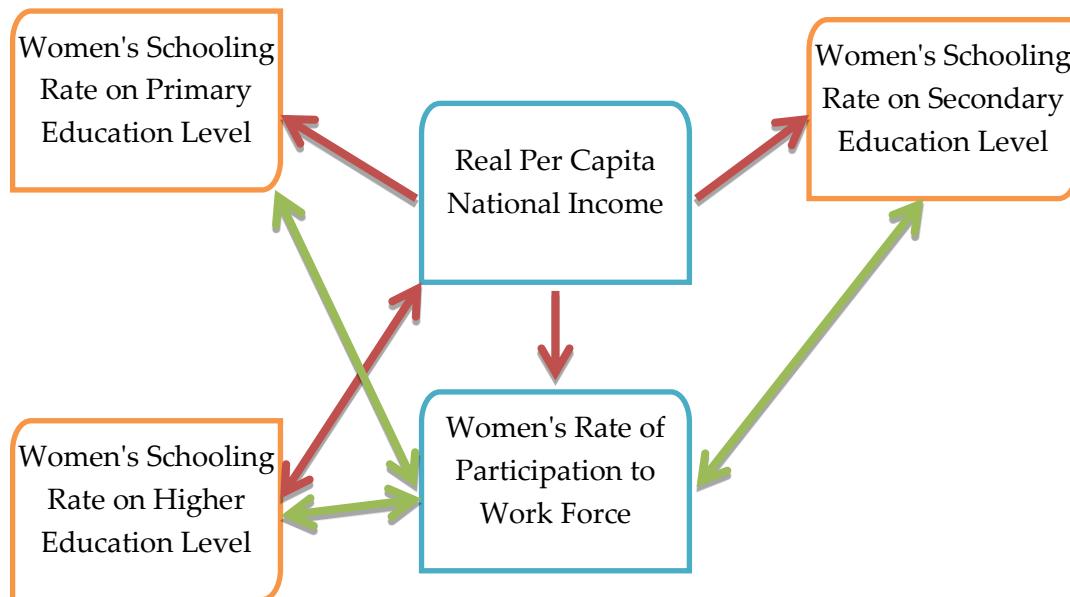 Women's Schooling
Rate on Primary
Education Level
Real Per Capita
National Income
Women's Schooling
Rate on Secondary
Education Level
Women's Schooling
Rate on Higher
Education Level
Women's Rate of
Participation to
Work Force